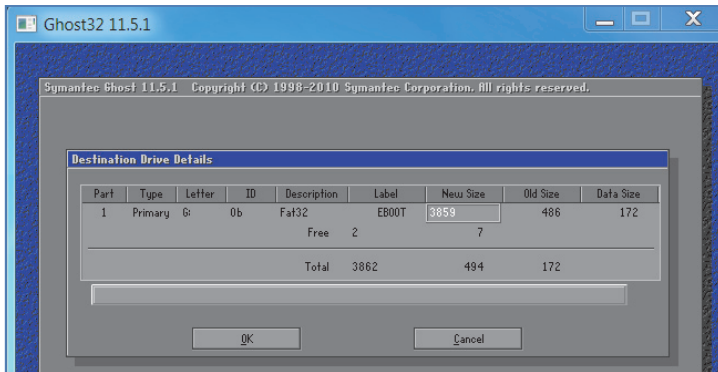 Ghost32 11.5.1
Symantec Ghost 11.5.1 Copyright (C) 1998-2010 Symantec Corporation. All rights reserved.
Destination Drive Details
Part Type Letter ID Description Label New Size Old Size Data Size
1 Primary G: 0b Fat32 EBOOT 3859 486 172
Free 2 7
Total 3862 494 172
OK Cancel